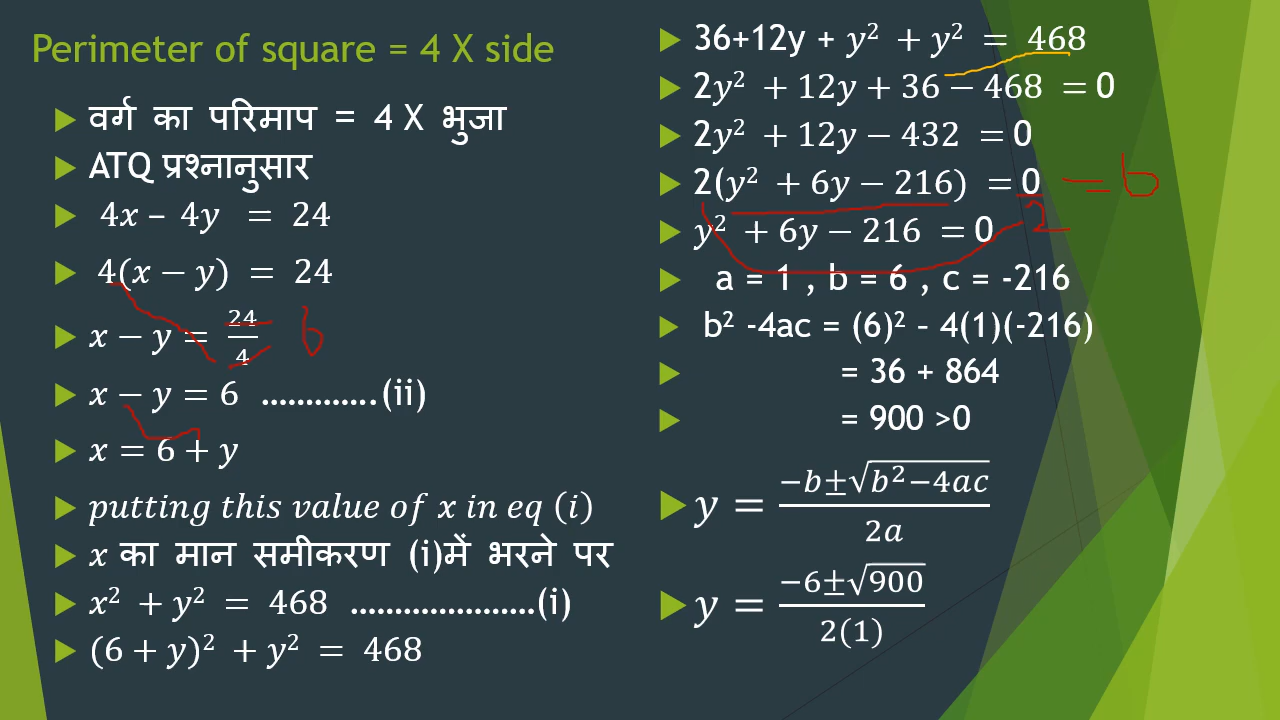 Perimeter of square = 4 X side
वर्ग का परिमाप = 4 X भुजा
ATQ प्रश्नानुसार
4x – 4y = 24
4(x − y) = 24
x − y = 24/4 6
x − y = 6 .............(ii)
x = 6 + y
putting this value of x in eq (i)
x का मान समीकरण (i)में भरने पर
x² + y² = 468 .....................(i)
(6 + y)² + y² = 468
36+12y + y² + y² = 468
2y² + 12y + 36 − 468 = 0
2y² + 12y − 432 = 0
2(y² + 6y − 216) = 0 = 6
y² + 6y − 216 = 0 2
a = 1 , b = 6 , c = -216
b² -4ac = (6)² – 4(1)(-216)
= 36 + 864
= 900 >0
y = (−b±√(b²−4ac))/2a
y = (−6±√900)/2(1)